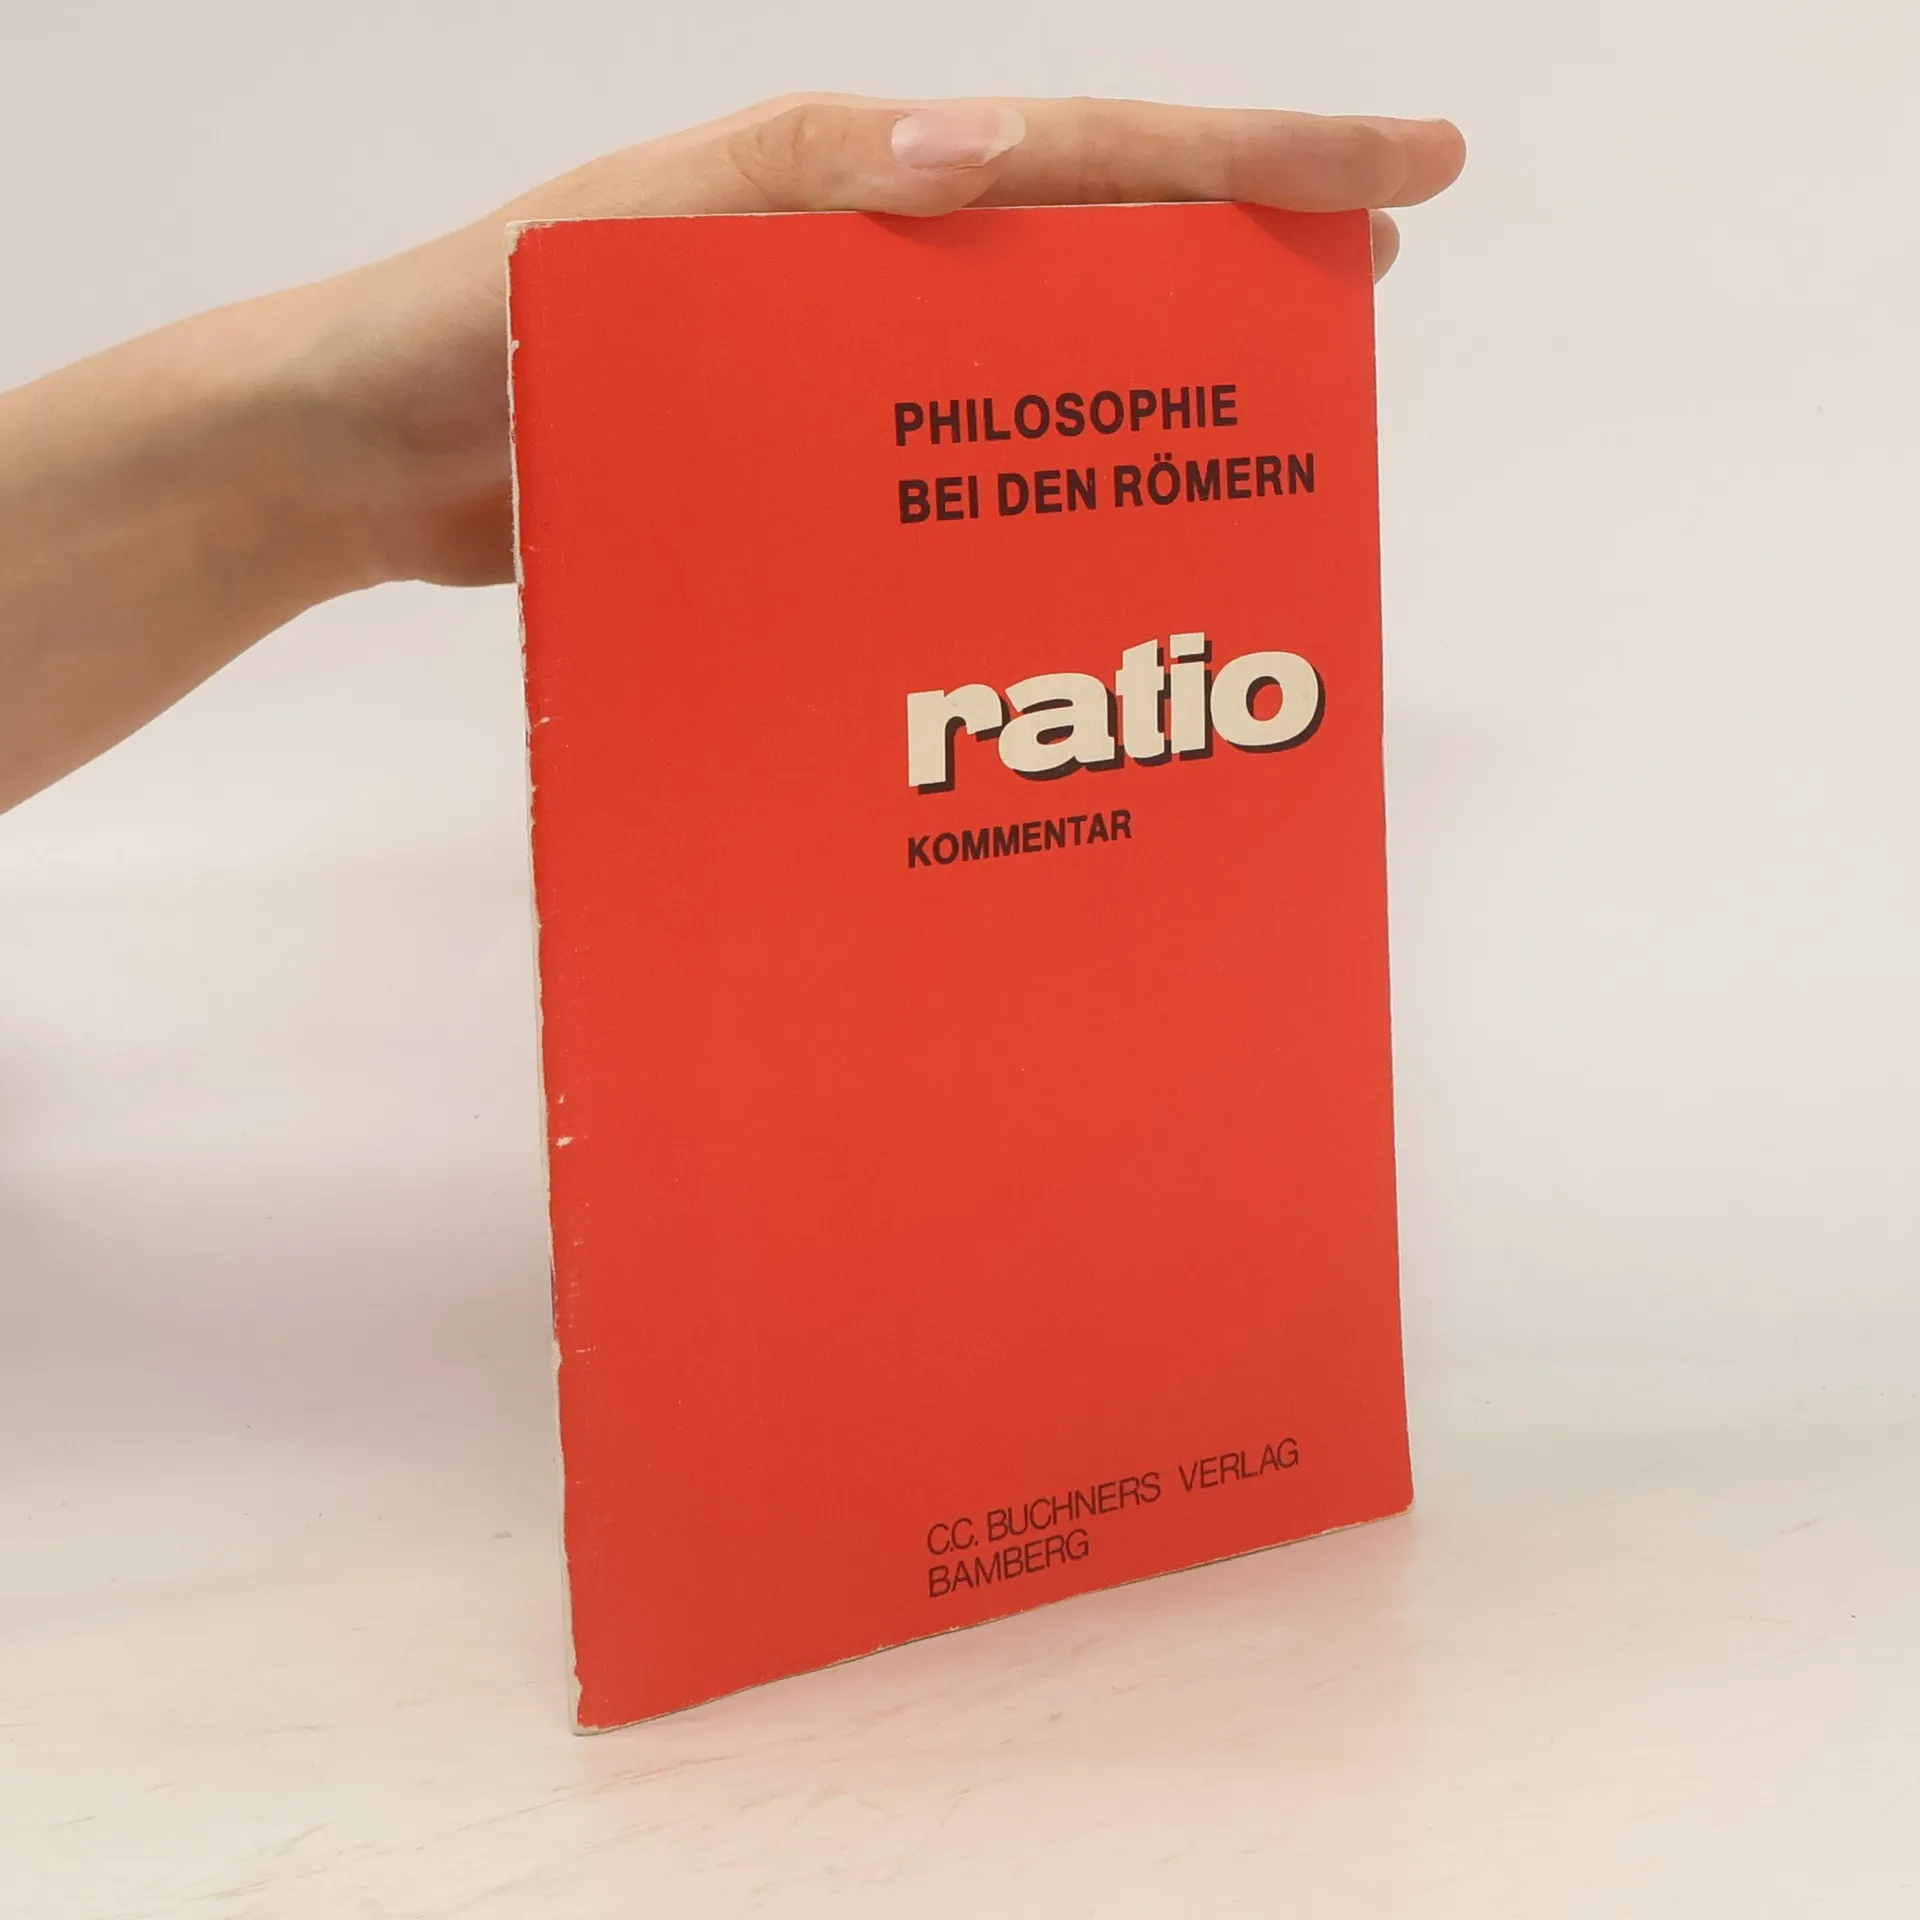 PHILOSOPHIE
BEI DEN RÖMERN
ratio
KOMMENTAR
C.C. BUCHNERS VERLAG
BAMBERG